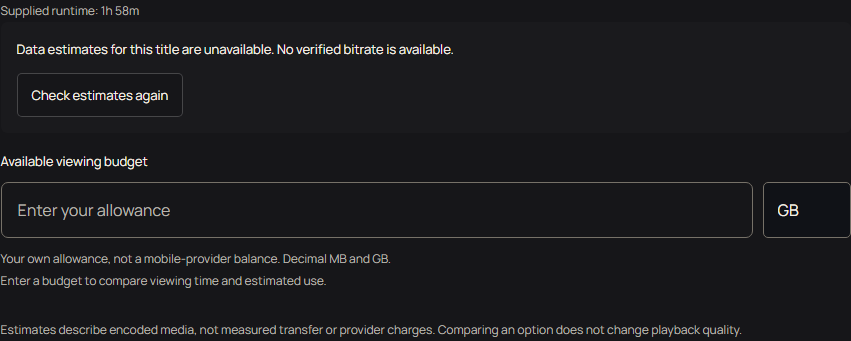 Supplied runtime: 1h 58m
Data estimates for this title are unavailable. No verified bitrate is available.
Check estimates again
Available viewing budget
Enter your allowance
GB
Your own allowance, not a mobile-provider balance. Decimal MB and GB.
Enter a budget to compare viewing time and estimated use.
Estimates describe encoded media, not measured transfer or provider charges. Comparing an option does not change playback quality.